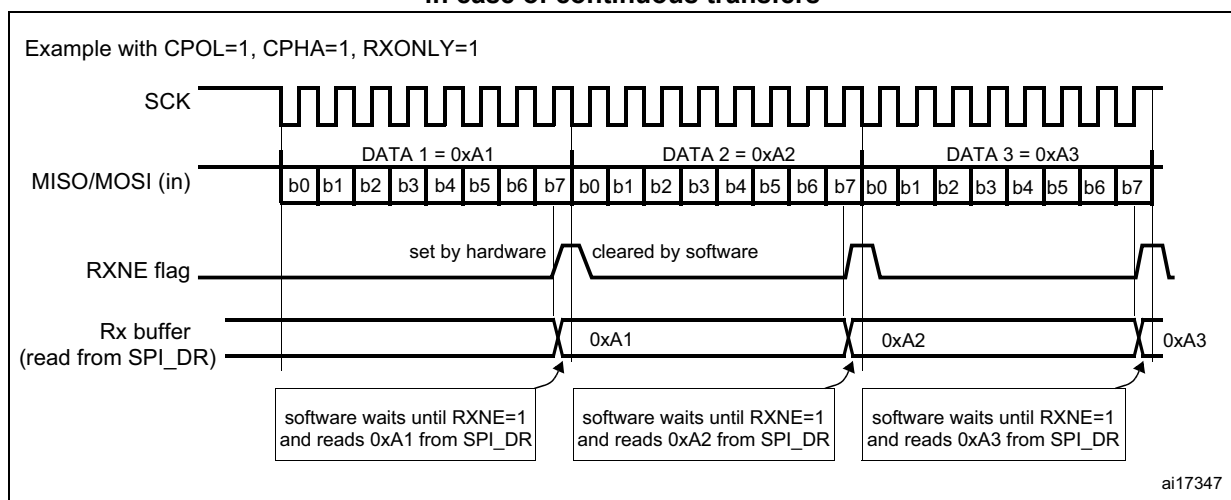 in case of continuous transfers
Example with CPOL=1, CPHA=1, RXONLY=1
SCK
DATA 1 = 0xA1
DATA 2 = 0xA2
DATA 3 = 0xA3
MISO/MOSI (in)
b0 b1 b2 b3 b4 b5 b6 b7 b0 b1 b2 b3 b4 b5 b6 b7 b0 b1 b2 b3 b4 b5 b6 b7
set by hardware
cleared by software
RXNE flag
Rx buffer
(read from SPI_DR)
0xA1
0xA2
0xA3
software waits until RXNE=1
and reads 0xA1 from SPI_DR
software waits until RXNE=1
and reads 0xA2 from SPI_DR
software waits until RXNE=1
and reads 0xA3 from SPI_DR
ai17347